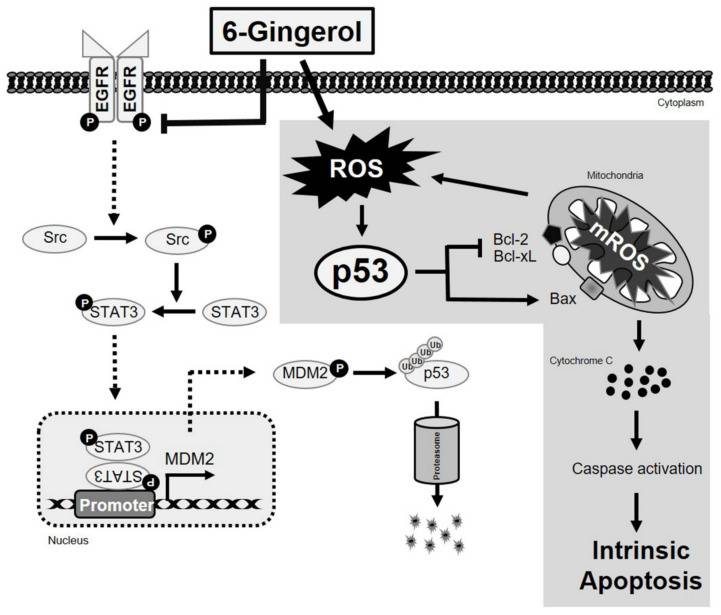 6-Gingerol
EGFR
EGFR
P
P
Cytoplasm
ROS
Mitochondria
mROS
Src
Src
P
p53
Bcl-2
Bcl-xL
Bax
P
STAT3
STAT3
MDM2
P
Ub
Ub
Ub
Ub
p53
Cytochrome C
Proteasome
P
STAT3
STAT3
P
MDM2
Promoter
Nucleus
Caspase activation
Intrinsic
Apoptosis